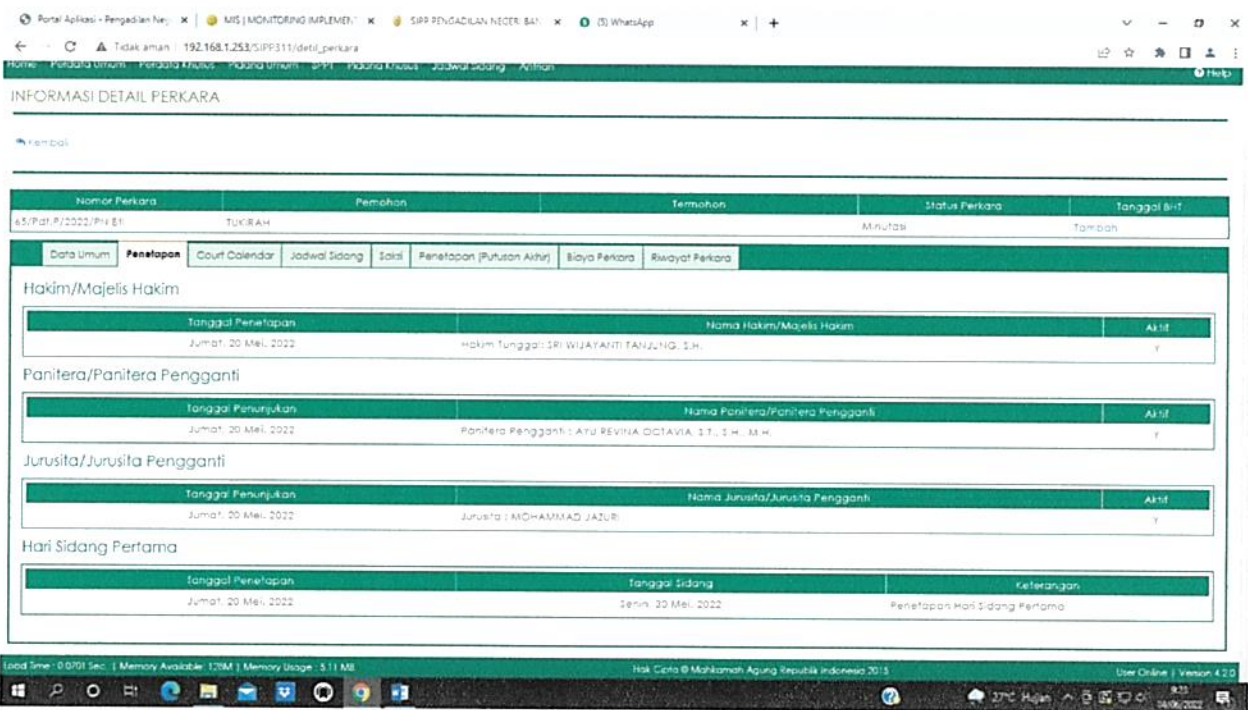 Portal Aplikasi - Pengadilan Neg
MIS | MONITORING IMPLEMENT
SIPP PENGADILAN NEGERI BAN
(5) WhatsApp
Tidak aman 192.168.1.253/SIPP311/detil_perkara
Home Perdata Umum Perdata Khusus Pidana Umum SPPT Pidana Khusus Jadwal Sidang Antrian
Help
INFORMASI DETAIL PERKARA
Kembali
Nomor Perkara Pemohon Termohon Status Perkara Tanggal BHT
65/Pdt.P/2022/PN Btl TUKIRAH Minutasi Tambah
Data Umum Penetapan Court Calendar Jadwal Sidang Saksi Penetapan (Putusan Akhir) Biaya Perkara Riwayat Perkara
Hakim/Majelis Hakim
Tanggal Penetapan Nama Hakim/Majelis Hakim Aktif
Jumat, 20 Mei. 2022 Hakim Tunggal: SRI WIJAYANTI TANJUNG, S.H. Y
Panitera/Panitera Pengganti
Tanggal Penunjukan Nama Panitera/Panitera Pengganti Aktif
Jumat, 20 Mei. 2022 Panitera Pengganti : AYU REVINA OCTAVIA, S.T., S.H., M.H. Y
Jurusita/Jurusita Pengganti
Tanggal Penunjukan Nama Jurusita/Jurusita Pengganti Aktif
Jumat, 20 Mei. 2022 Jurusita : MOHAMMAD JAZURI Y
Hari Sidang Pertama
Tanggal Penetapan Tanggal Sidang Keterangan
Jumat, 20 Mei. 2022 Senin, 30 Mei. 2022 Penetapan Hari Sidang Pertama
Load Time : 0.0701 Sec. | Memory Available: 128M | Memory Usage : 5.11 MB
Hak Cipta © Mahkamah Agung Republik Indonesia 2015
User Online | Version 4.2.0
27°C Hujan
04/06/2022